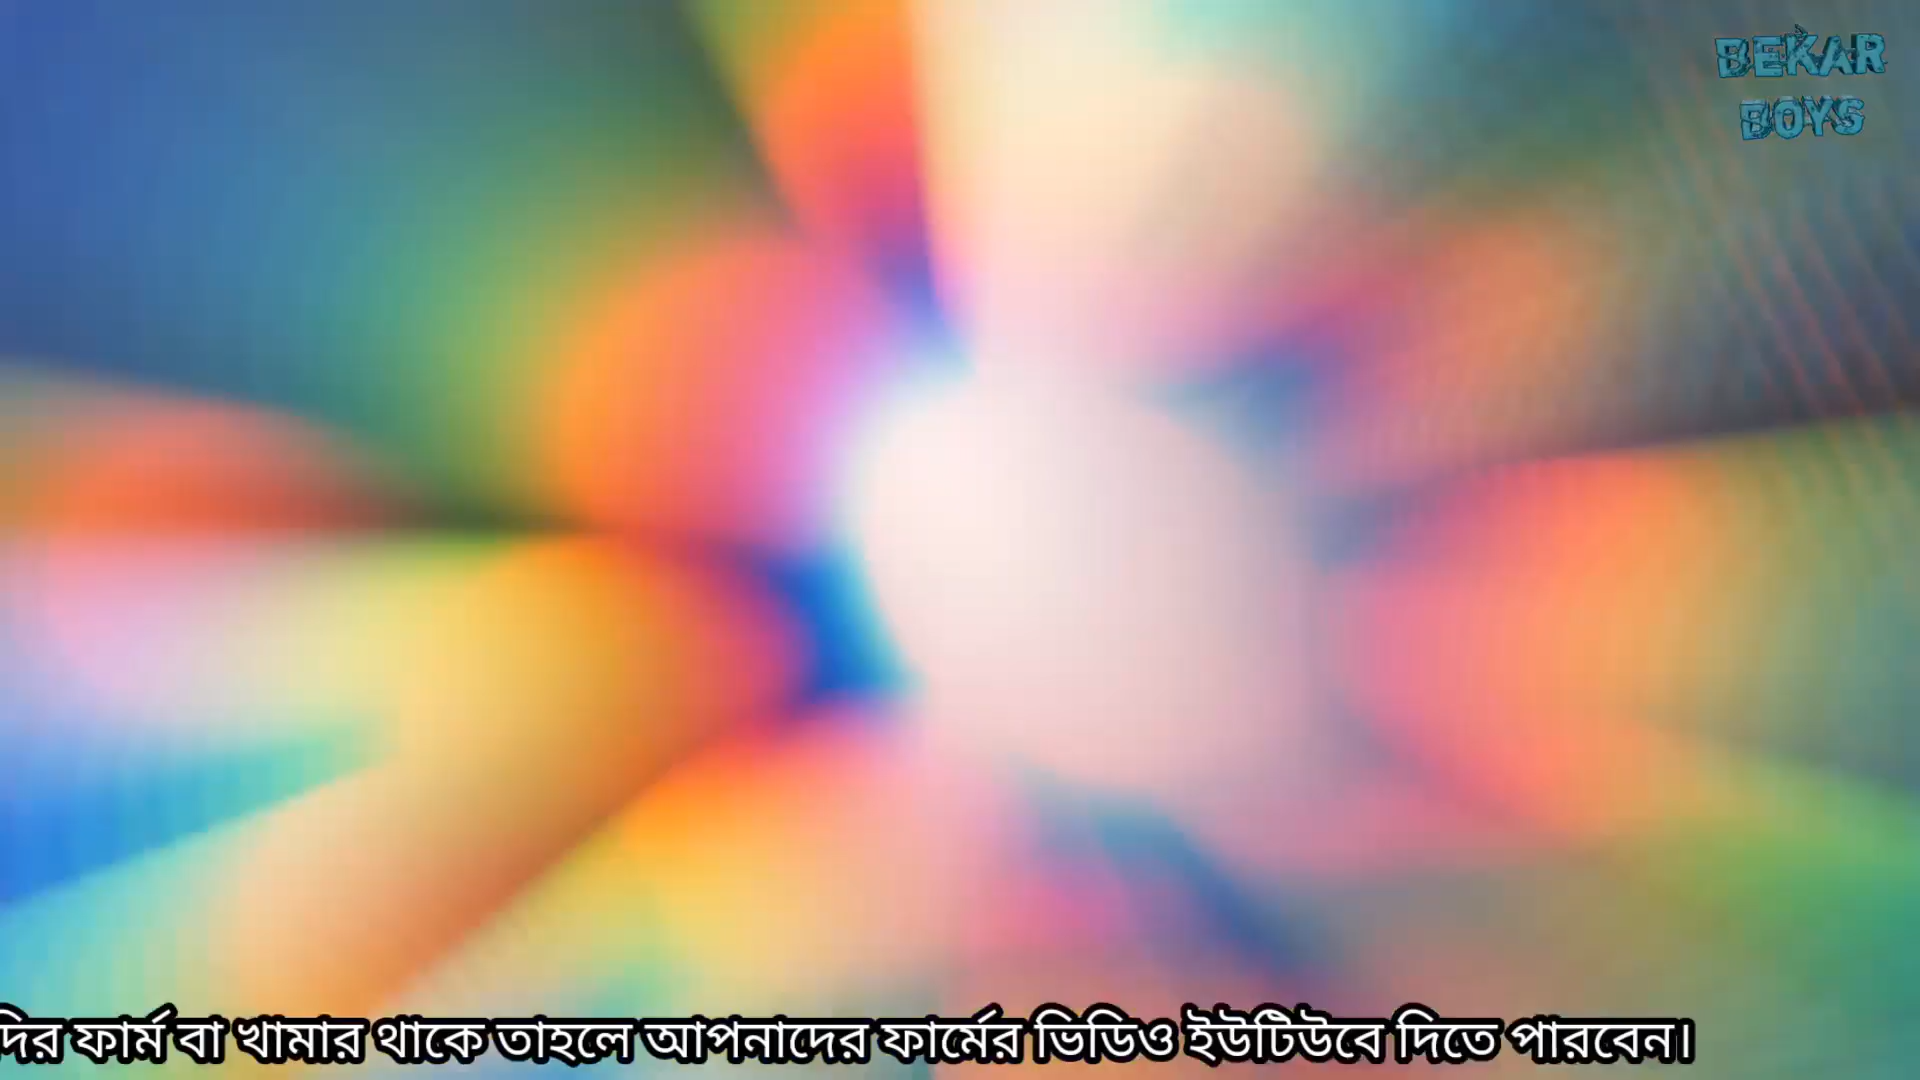 BEKAR
BOYS
ফার্ম বা খামার থাকে তাহলে আপনাদের ফার্মের ভিডিও ইউটিউবে দিতে পারবেন।